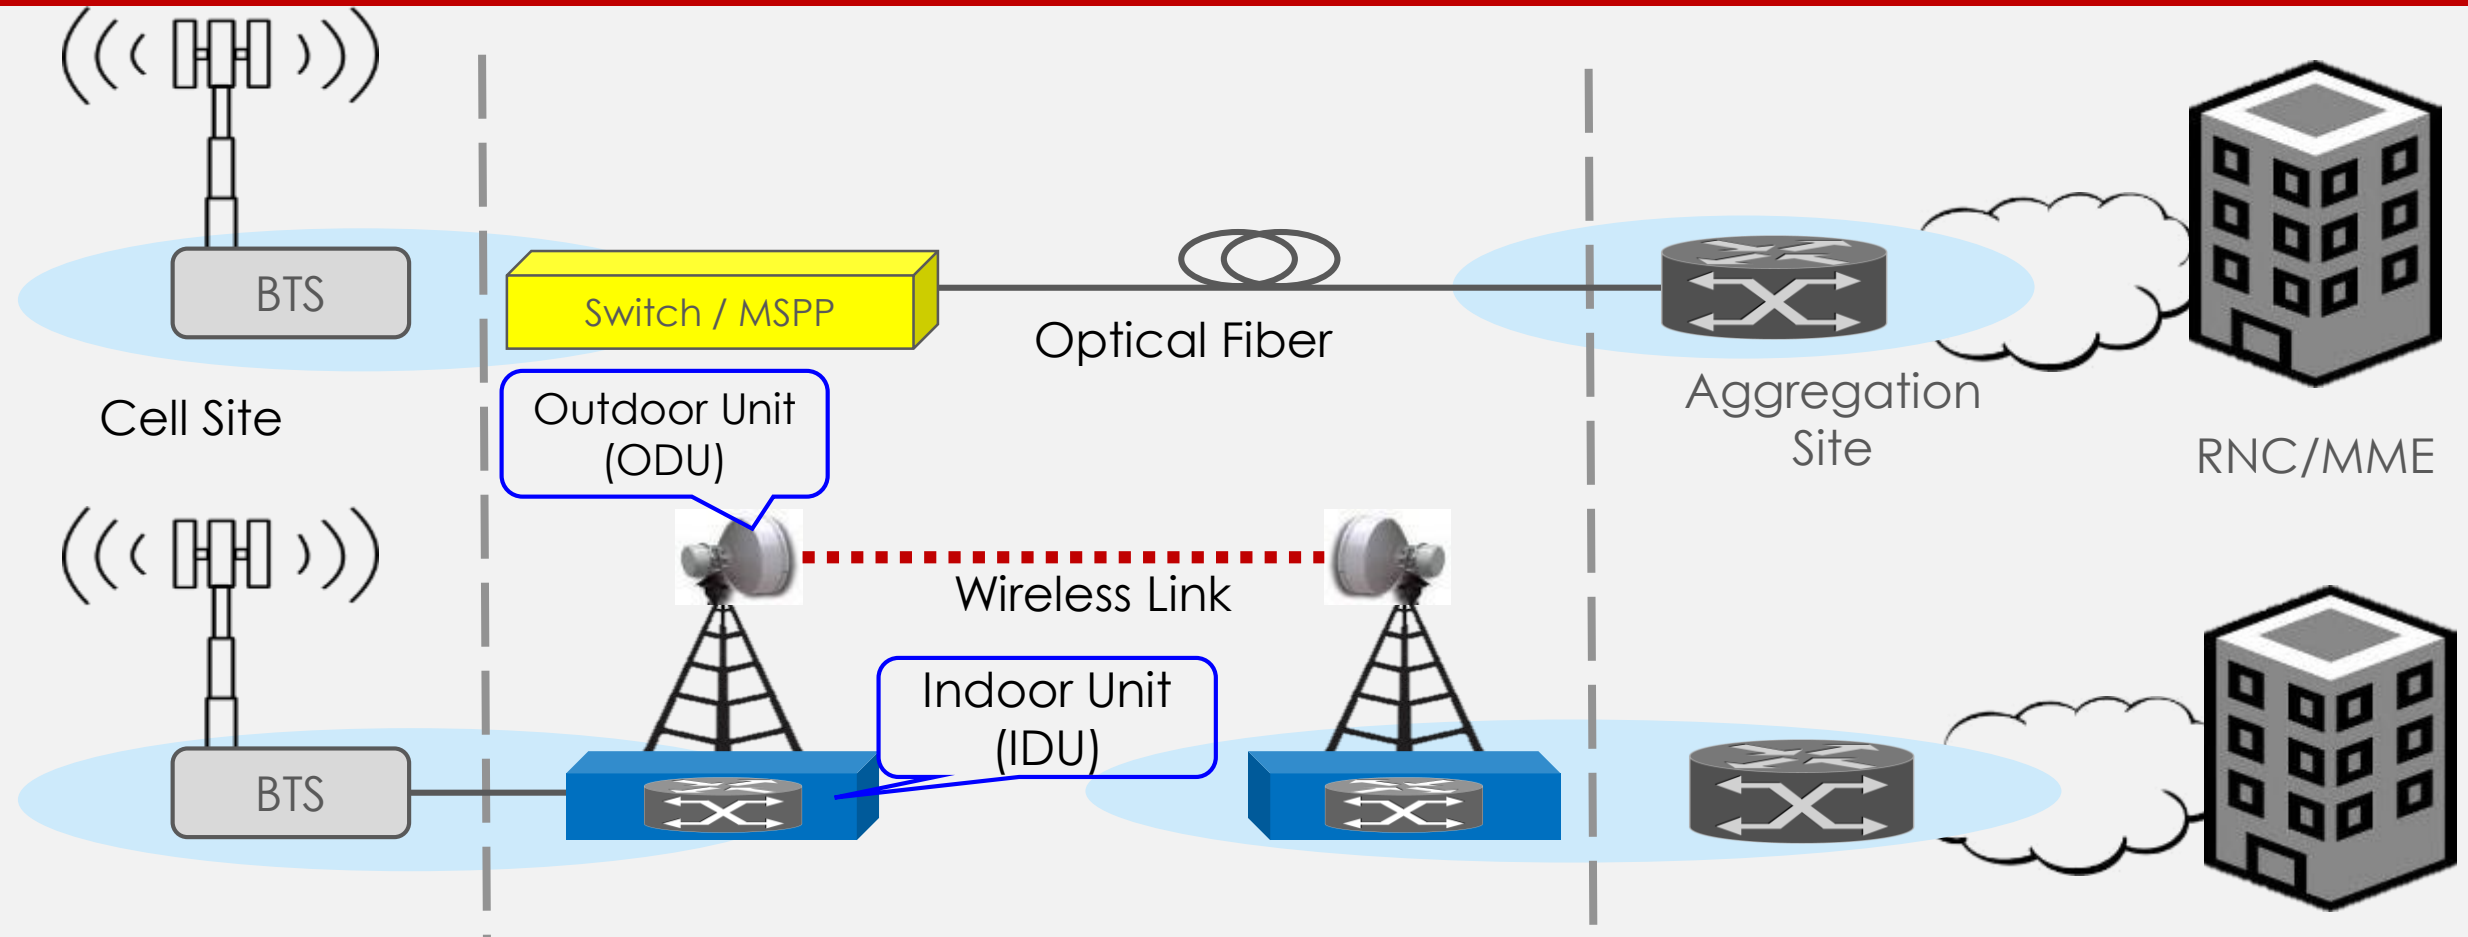 BTS
Switch / MSPP
Optical Fiber
Cell Site
Outdoor Unit
(ODU)
Aggregation
Site
RNC/MME
Wireless Link
Indoor Unit
(IDU)
BTS